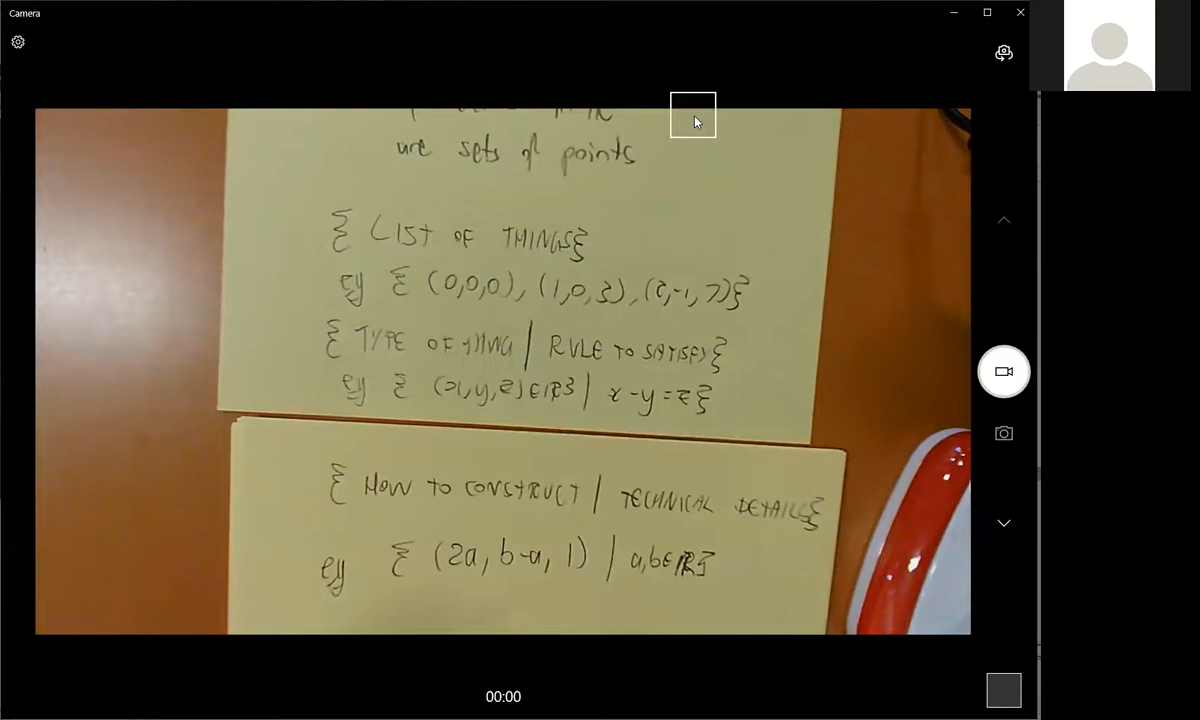 Camera
are sets of points
{ LIST OF THINGS}
eg { (0,0,0), (1,0,3), (2,-1,7)}
{ TYPE OF THING | RULE TO SATISFY}
eg { (x,y,z)∈ℝ3 | x-y=z}
{ HOW TO CONSTRUCT | TECHNICAL DETAILS}
eg { (2a, b-a, 1) | a,b∈ℝ}
00:00